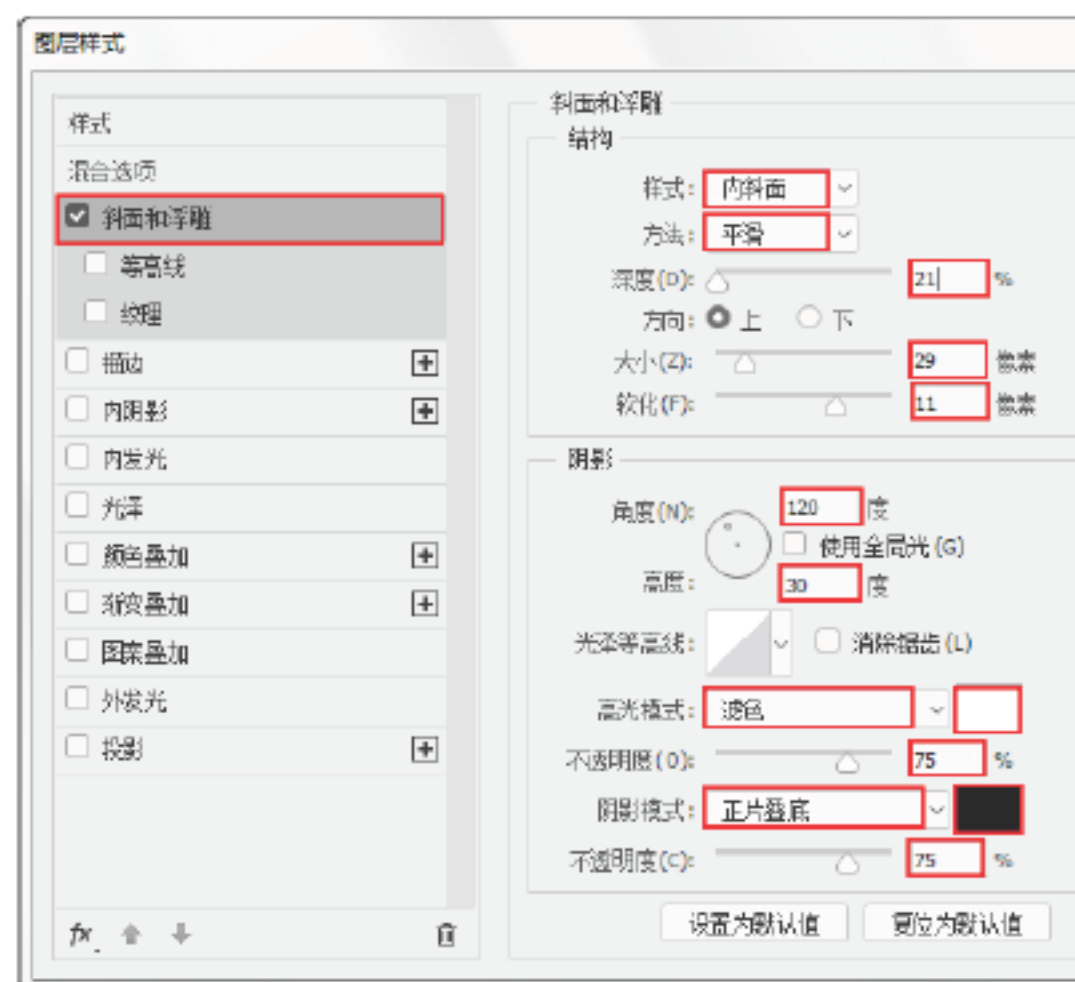 图层样式
样式
混合选项
斜面和浮雕
等高线
纹理
描边
内阴影
内发光
光泽
颜色叠加
渐变叠加
图案叠加
外发光
投影
fx
斜面和浮雕
结构
样式: 内斜面
方法: 平滑
深度(D): 21 %
方向: 上 下
大小(Z): 29 像素
软化(F): 11 像素
阴影
角度(N): 120 度
使用全局光(G)
高度: 30 度
光泽等高线: 消除锯齿(L)
高光模式: 滤色
不透明度(O): 75 %
阴影模式: 正片叠底
不透明度(C): 75 %
设置为默认值 复位为默认值